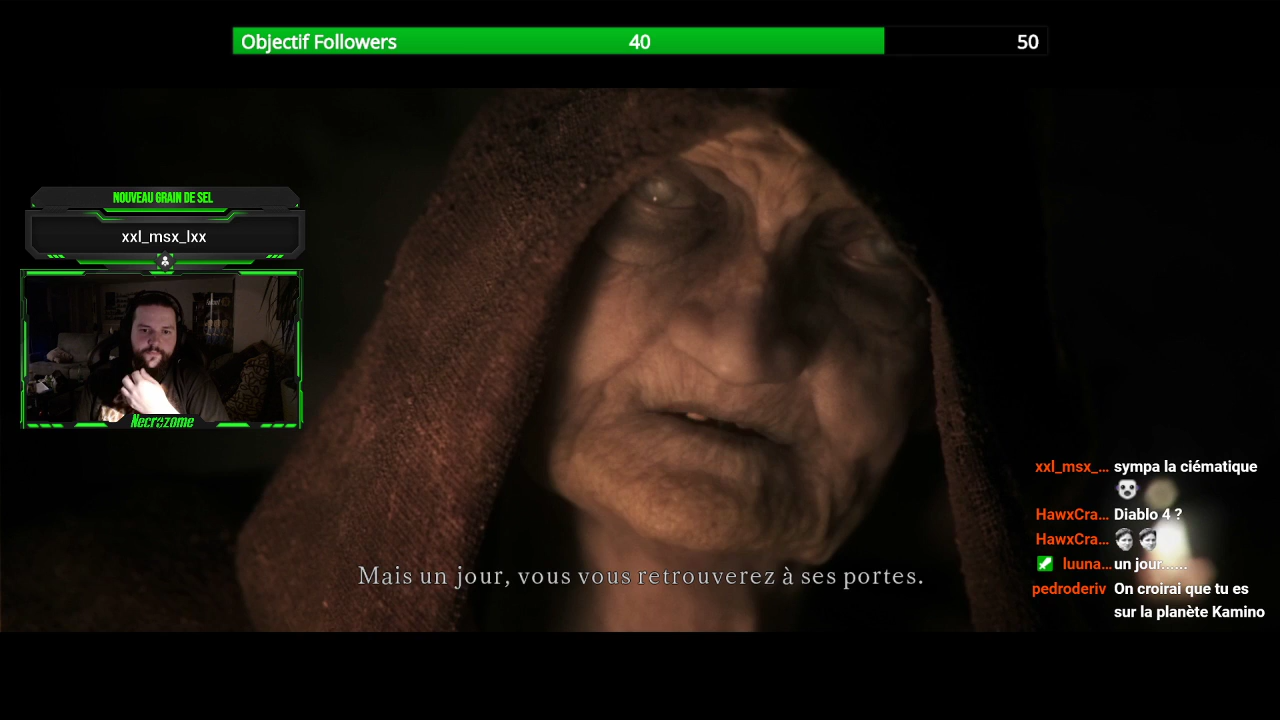 Objectif Followers 40 50
NOUVEAU GRAIN DE SEL
xxl_msx_lxx
Necrozome
xxl_msx_... sympa la ciématique
HawxCra... Diablo 4 ?
HawxCra...
luuna... un jour......
pedroderiv On croirai que tu es
sur la planète Kamino
Mais un jour, vous vous retrouverez à ses portes.